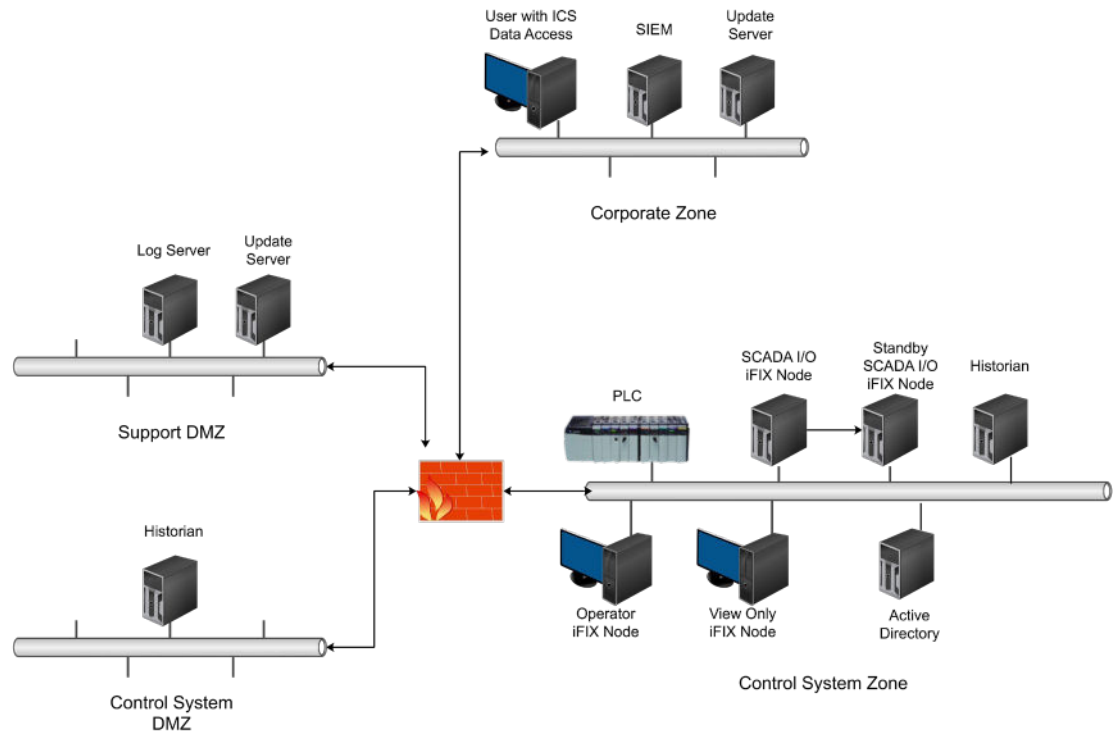 User with ICS
Data Access
SIEM
Update
Server
Corporate Zone
Log Server
Update
Server
Support DMZ
PLC
SCADA I/O
iFIX Node
Standby
SCADA I/O
iFIX Node
Historian
Historian
Control System
DMZ
Operator
iFIX Node
View Only
iFIX Node
Active
Directory
Control System Zone